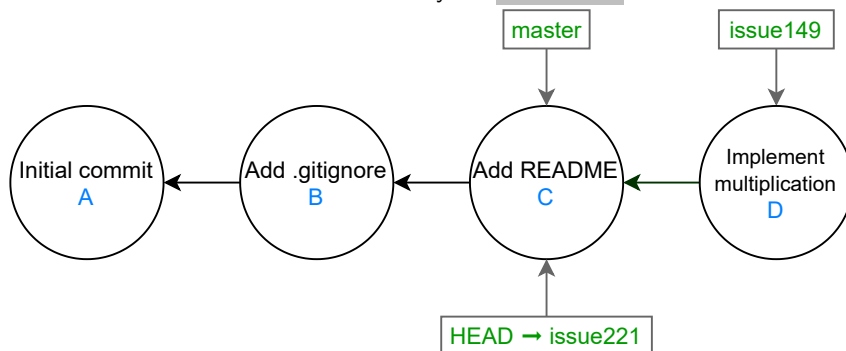 master
issue149
Initial commit
A
Add .gitignore
B
Add README
C
Implement
multiplication
D
HEAD → issue221